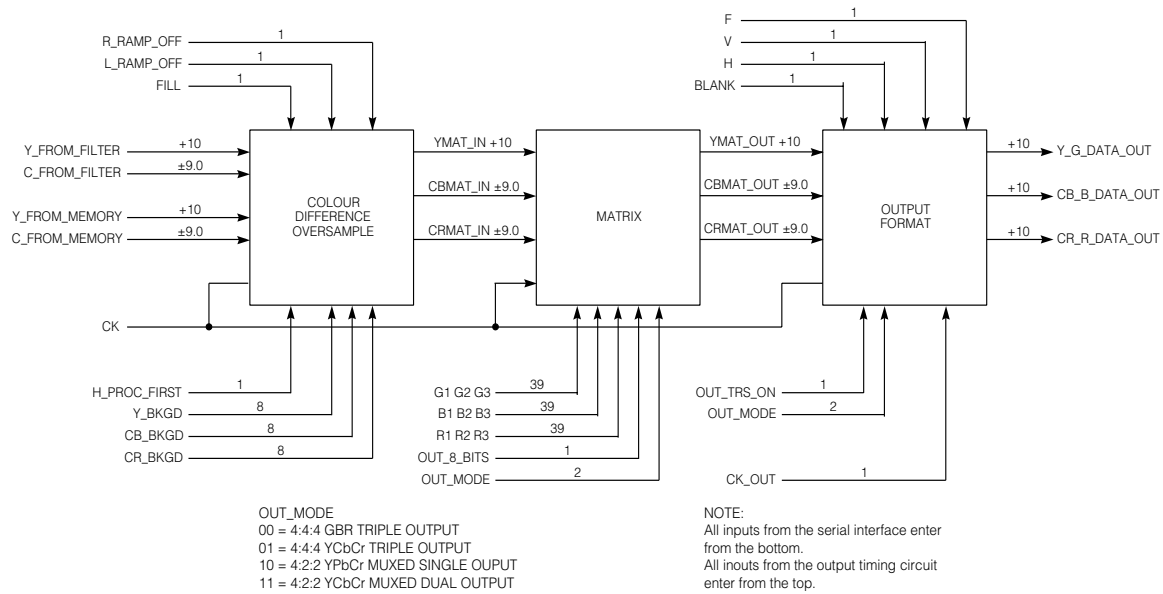 F
1
V
1
H
1
BLANK
1
R_RAMP_OFF
1
L_RAMP_OFF
1
FILL
1
Y_FROM_FILTER
+10
C_FROM_FILTER
±9.0
Y_FROM_MEMORY
+10
C_FROM_MEMORY
±9.0
COLOUR
DIFFERENCE
OVERSAMPLE
YMAT_IN +10
CBMAT_IN ±9.0
CRMAT_IN ±9.0
MATRIX
YMAT_OUT +10
CBMAT_OUT ±9.0
CRMAT_OUT ±9.0
OUTPUT
FORMAT
+10
Y_G_DATA_OUT
+10
CB_B_DATA_OUT
+10
CR_R_DATA_OUT
CK
H_PROC_FIRST
1
Y_BKGD
8
CB_BKGD
8
CR_BKGD
8
G1 G2 G3
39
B1 B2 B3
39
R1 R2 R3
39
OUT_8_BITS
1
OUT_MODE
2
OUT_TRS_ON
1
OUT_MODE
2
CK_OUT
1
OUT_MODE
00 = 4:4:4 GBR TRIPLE OUTPUT
01 = 4:4:4 YCbCr TRIPLE OUTPUT
10 = 4:2:2 YPbCr MUXED SINGLE OUPUT
11 = 4:2:2 YCbCr MUXED DUAL OUTPUT
NOTE:
All inputs from the serial interface enter
from the bottom.
All inouts from the output timing circuit
enter from the top.